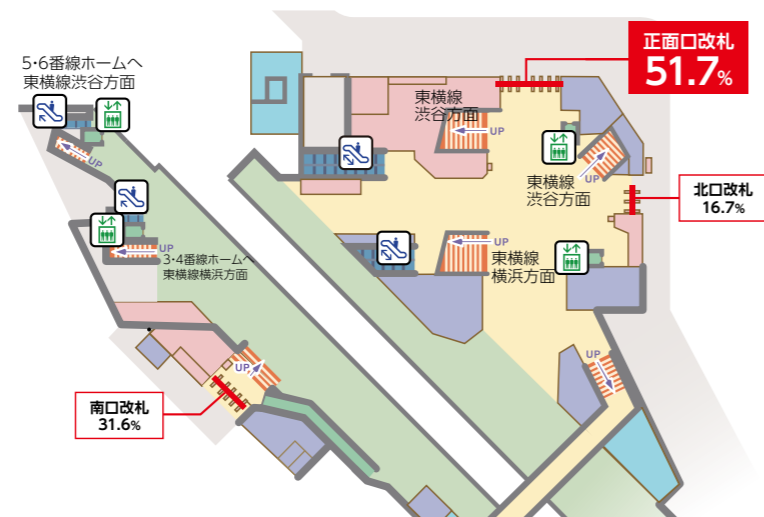 5・6番線ホームへ
東横線渋谷方面
UP
UP
3・4番線ホームへ
東横線横浜方面
正面口改札
51.7%
東横線
渋谷方面
UP
東横線
渋谷方面
UP
北口改札
16.7%
UP
東横線
横浜方面
UP
UP
南口改札
31.6%